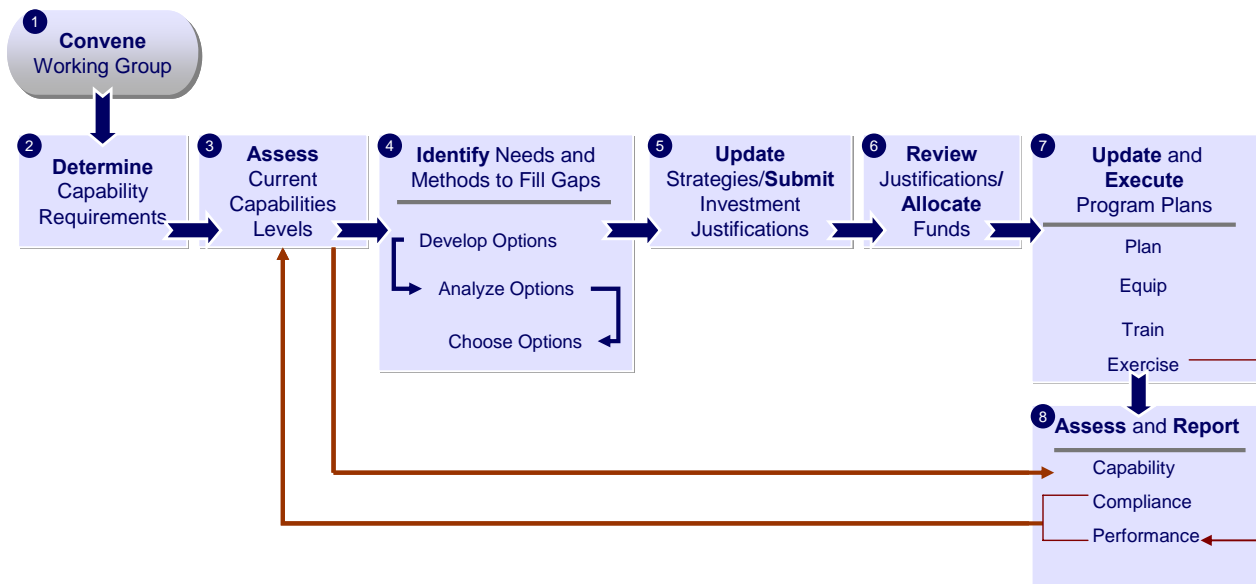 1
Convene
Working Group
2
Determine
Capability
Requirements
3
Assess
Current
Capabilities
Levels
4
Identify Needs and
Methods to Fill Gaps
Develop Options
Analyze Options
Choose Options
5
Update
Strategies/Submit
Investment
Justifications
6
Review
Justifications/
Allocate
Funds
7
Update and
Execute
Program Plans
Plan
Equip
Train
Exercise
8
Assess and Report
Capability
Compliance
Performance